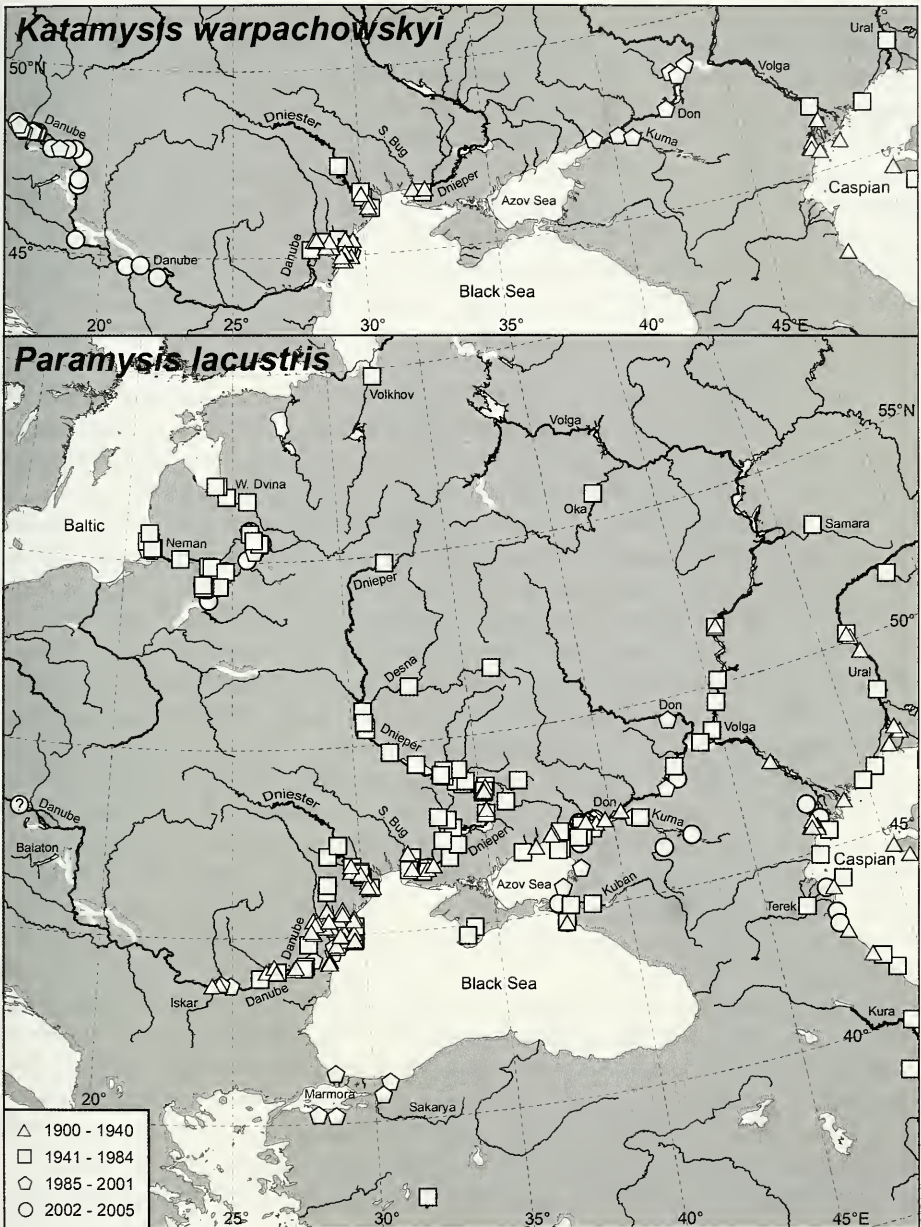 Katamysis warpachowskyi
Ural
50°N
Volga
Danube
Dniester
S. Bug
Don
Kuma
Dnieper
Azov Sea
Caspian
45°
Danube
Danube
Black Sea
20°
25°
30°
35°
40°
45°E
Paramysis lacustris
Volkhov
55°N
Volga
W. Dvina
Oka
Samara
Baltic
Neman
Dnieper
50°
Desna
Ural
Don
Volga
Dnieper
?
Danube
Dniester
S. Bug
Don
Kuma
45°
Balaton
Dnieper
Caspian
Azov Sea
Kuban
Terek
Danube
Black Sea
Iskar
Danube
Kura
40°
20°
Marmora
Sakarya
1900 - 1940
1941 - 1984
1985 - 2001
2002 - 2005
25°
30°
35°
40°
45°E